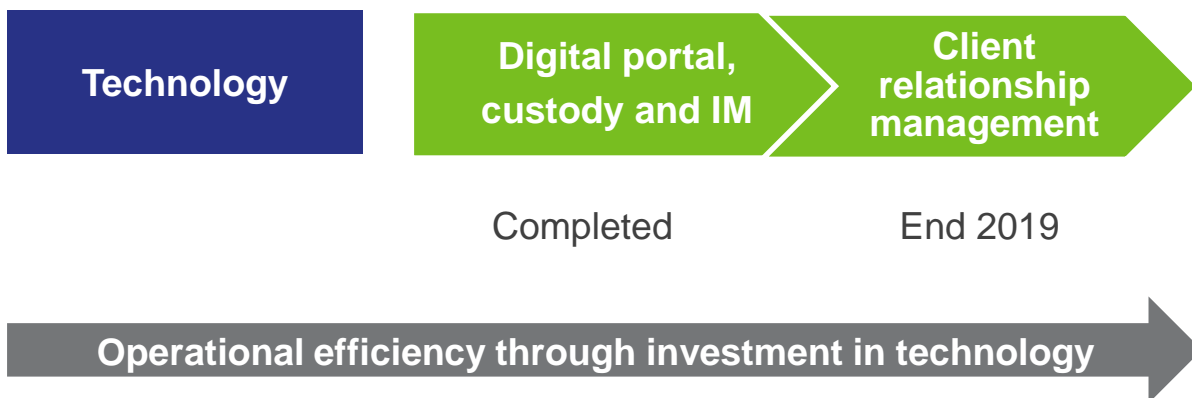 Technology
Digital portal,
custody and IM
Client
relationship
management
Completed
End 2019
Operational efficiency through investment in technology